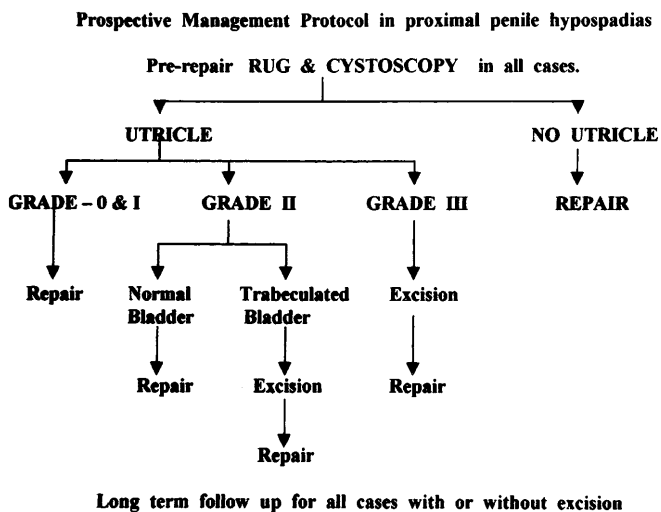 Prospective Management Protocol in proximal penile hypospadias
Pre-repair RUG & CYSTOSCOPY in all cases.
UTRICLE NO UTRICLE
GRADE – 0 & I GRADE II GRADE III REPAIR
Repair Normal Bladder Trabeculated Bladder Excision
Repair Excision Repair
Repair
Long term follow up for all cases with or without excision